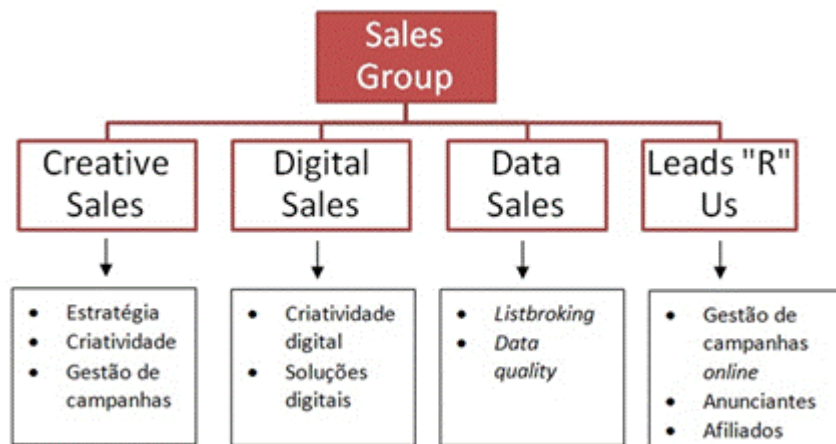 Sales
Group
Creative
Sales
Digital
Sales
Data
Sales
Leads "R"
Us
• Estratégia
• Criatividade
• Gestão de
campanhas
• Criatividade
digital
• Soluções
digitais
• Listbroking
• Data
quality
• Gestão de
campanhas
online
• Anunciantes
• Afiliados